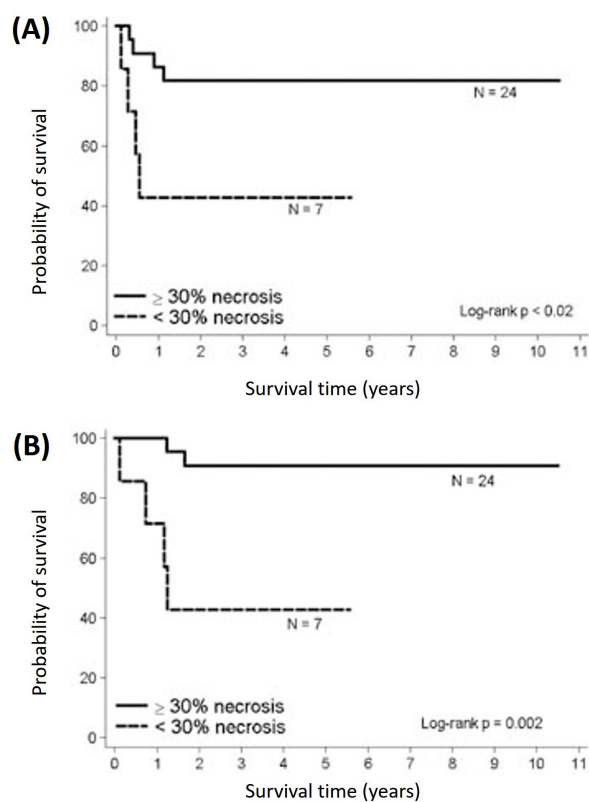 (A)
Probability of survival
100
80
60
40
20
0
N = 24
N = 7
≥ 30% necrosis
< 30% necrosis
Log-rank p < 0.02
0 1 2 3 4 5 6 7 8 9 10 11
Survival time (years)
(B)
Probability of survival
100
80
60
40
20
0
N = 24
N = 7
≥ 30% necrosis
< 30% necrosis
Log-rank p = 0.002
0 1 2 3 4 5 6 7 8 9 10 11
Survival time (years)